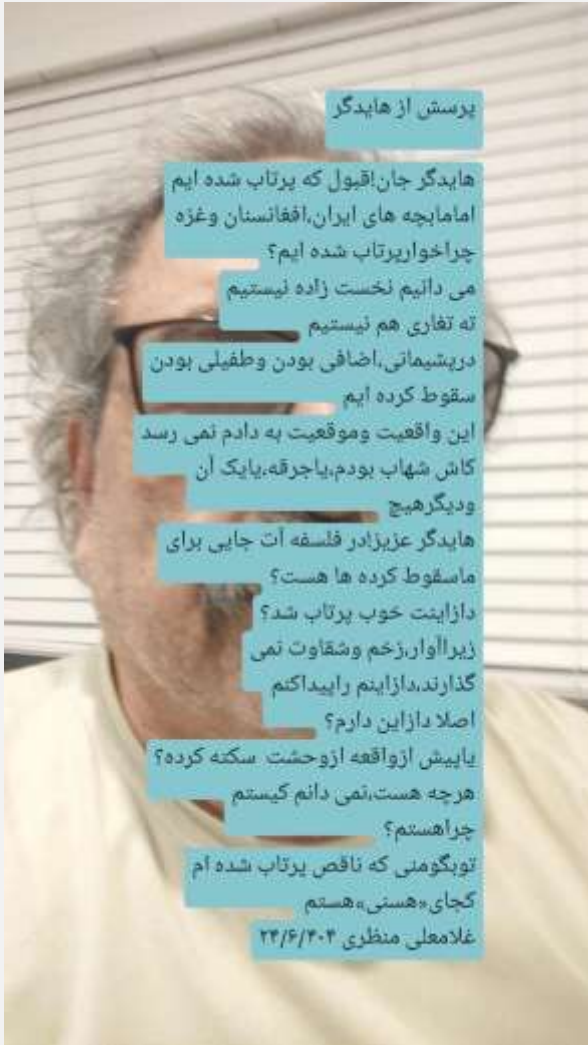 پرسش از هایدگر
هایدگر جان!قبول که پرتاب شده ایم
امامابچه های ایران,افغانسنان وغزه
چراخوارپرتاب شده ایم؟
می دانیم نخست زاده نیستیم
ته تغاری هم نیستیم
درپشیمانی,اضافی بودن وطفیلی بودن
سقوط کرده ایم
این واقعیت وموقعیت به دادم نمی رسد
کاش شهاب بودم,یاجرقه,یایک آن
ودیگرهیچ
هایدگر عزیز!در فلسفه آت جایی برای
ماسقوط کرده ها هست؟
دازاینت خوب پرتاب شد؟
زیراآوار,زخم وشقاوت نمی
گذارند,دازاینم راپیداکنم
اصلا دازاین دارم؟
یاپیش ازواقعه ازوحشت سکته کرده؟
هرچه هست,نمی دانم کیستم
چراهستم؟
توبگومنی که ناقص پرتاب شده ام
کجای«هستی»هستم
غلامعلی منظری ۲۴/۶/۴۰۴